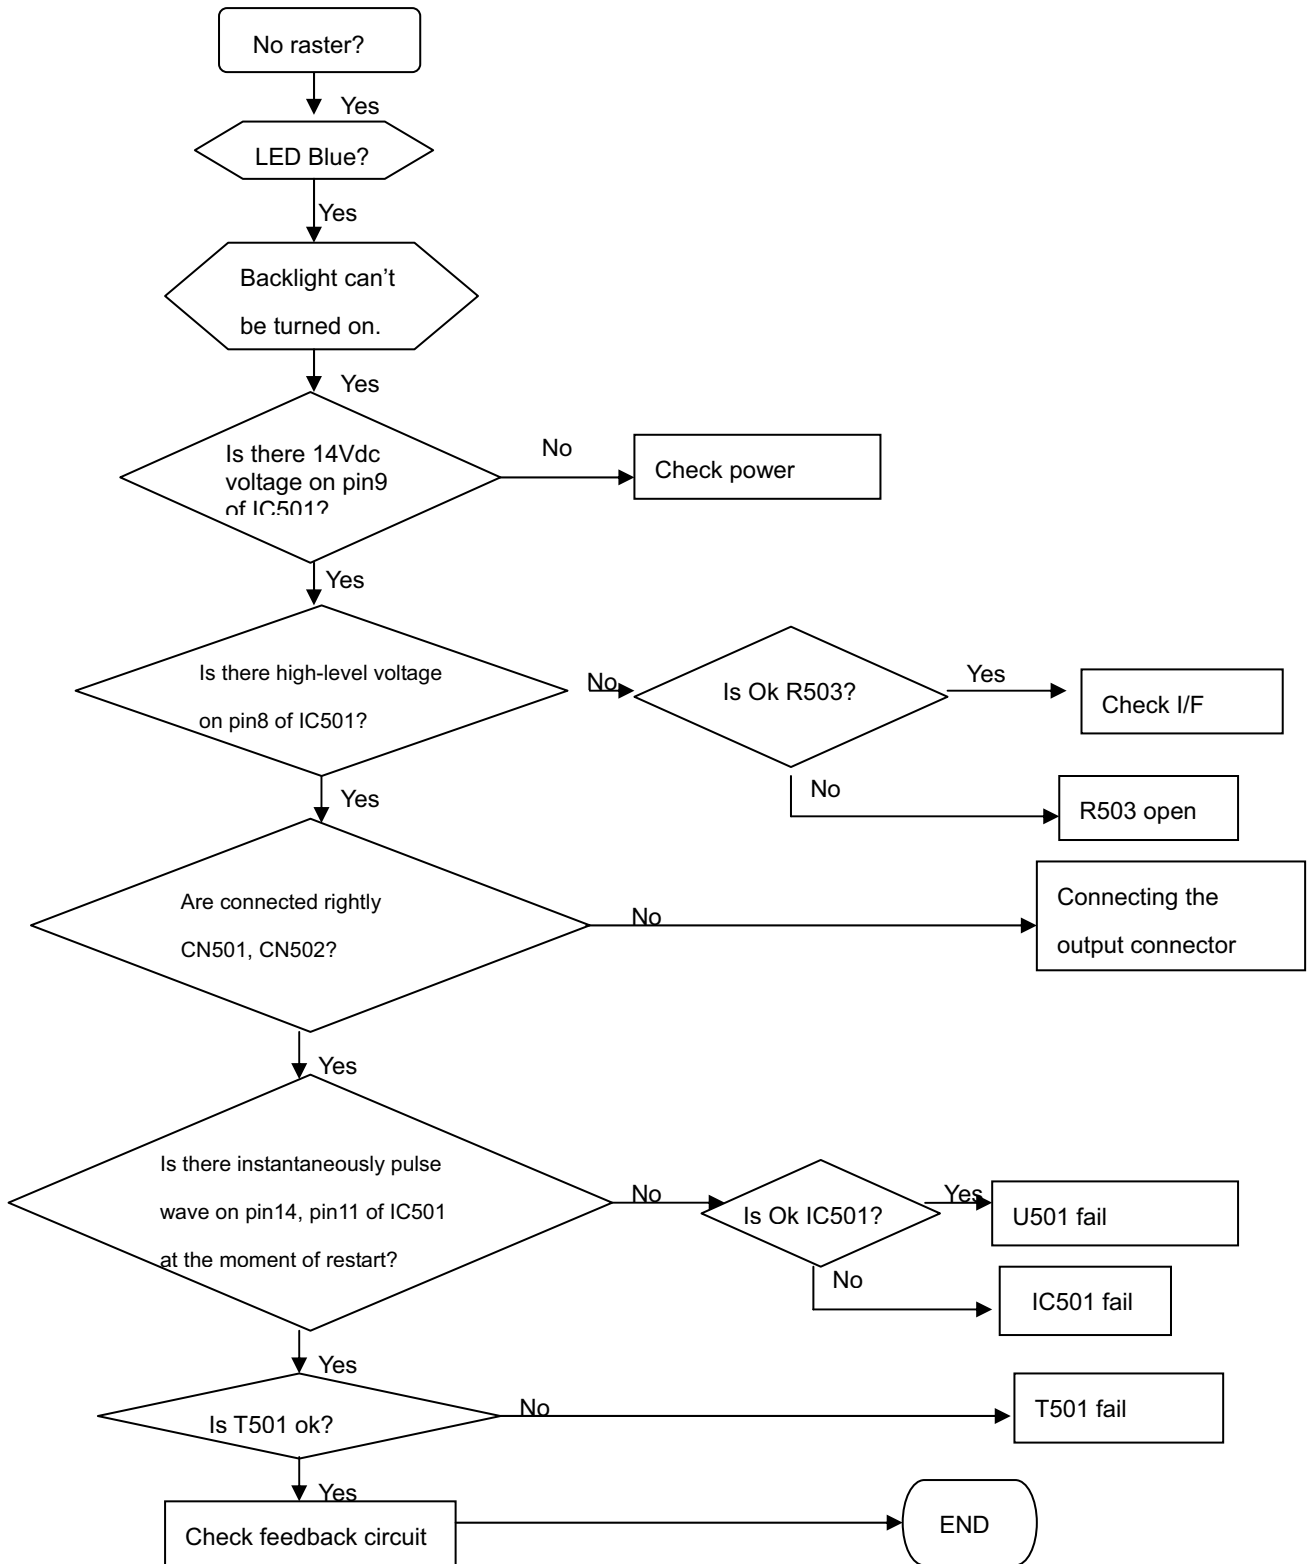 No raster?
Yes
LED Blue?
Yes
Backlight can't
be turned on.
Yes
Is there 14Vdc
voltage on pin9
of IC501?
No
Check power
Yes
Is there high-level voltage
on pin8 of IC501?
No
Is Ok R503?
Yes
Check I/F
No
R503 open
Yes
Are connected rightly
CN501, CN502?
No
Connecting the
output connector
Yes
Is there instantaneously pulse
wave on pin14, pin11 of IC501
at the moment of restart?
No
Is Ok IC501?
Yes
U501 fail
No
IC501 fail
Yes
Is T501 ok?
No
T501 fail
Yes
Check feedback circuit
END